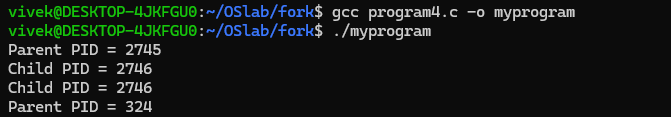 vivek@DESKTOP-4JKFGU0:~/OSlab/fork$ gcc program4.c -o myprogram
vivek@DESKTOP-4JKFGU0:~/OSlab/fork$ ./myprogram
Parent PID = 2745
Child PID = 2746
Child PID = 2746
Parent PID = 324